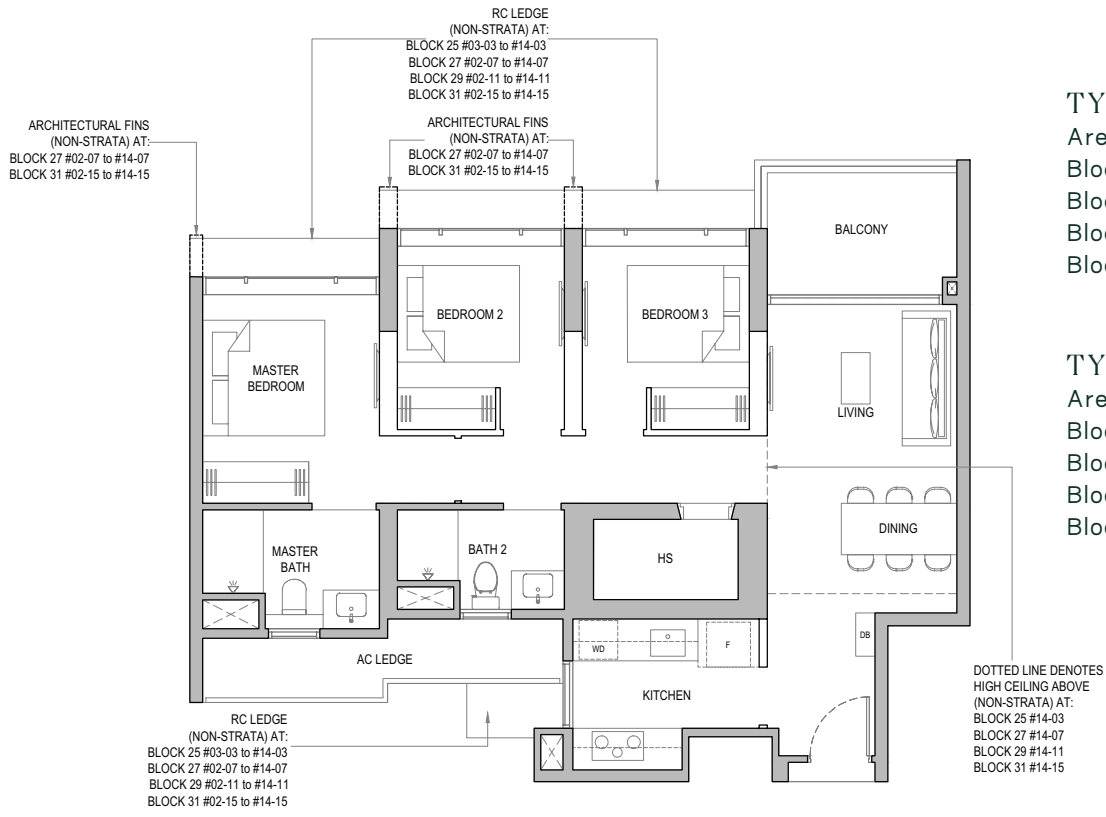 RC LEDGE
(NON-STRATA) AT:
BLOCK 25 #03-03 to #14-03
BLOCK 27 #02-07 to #14-07
BLOCK 29 #02-11 to #14-11
BLOCK 31 #02-15 to #14-15
ARCHITECTURAL FINS
(NON-STRATA) AT:
BLOCK 27 #02-07 to #14-07
BLOCK 31 #02-15 to #14-15
ARCHITECTURAL FINS
(NON-STRATA) AT:
BLOCK 27 #02-07 to #14-07
BLOCK 31 #02-15 to #14-15
BALCONY
BEDROOM 2
BEDROOM 3
MASTER
BEDROOM
LIVING
DINING
MASTER
BATH
BATH 2
HS
WD
F
DB
AC LEDGE
KITCHEN
RC LEDGE
(NON-STRATA) AT:
BLOCK 25 #03-03 to #14-03
BLOCK 27 #02-07 to #14-07
BLOCK 29 #02-11 to #14-11
BLOCK 31 #02-15 to #14-15
DOTTED LINE DENOTES
HIGH CEILING ABOVE
(NON-STRATA) AT:
BLOCK 25 #14-03
BLOCK 27 #14-07
BLOCK 29 #14-11
BLOCK 31 #14-15
TY
Are
Bloc
Bloc
Bloc
Bloc
TY
Are
Bloc
Bloc
Bloc
Bloc